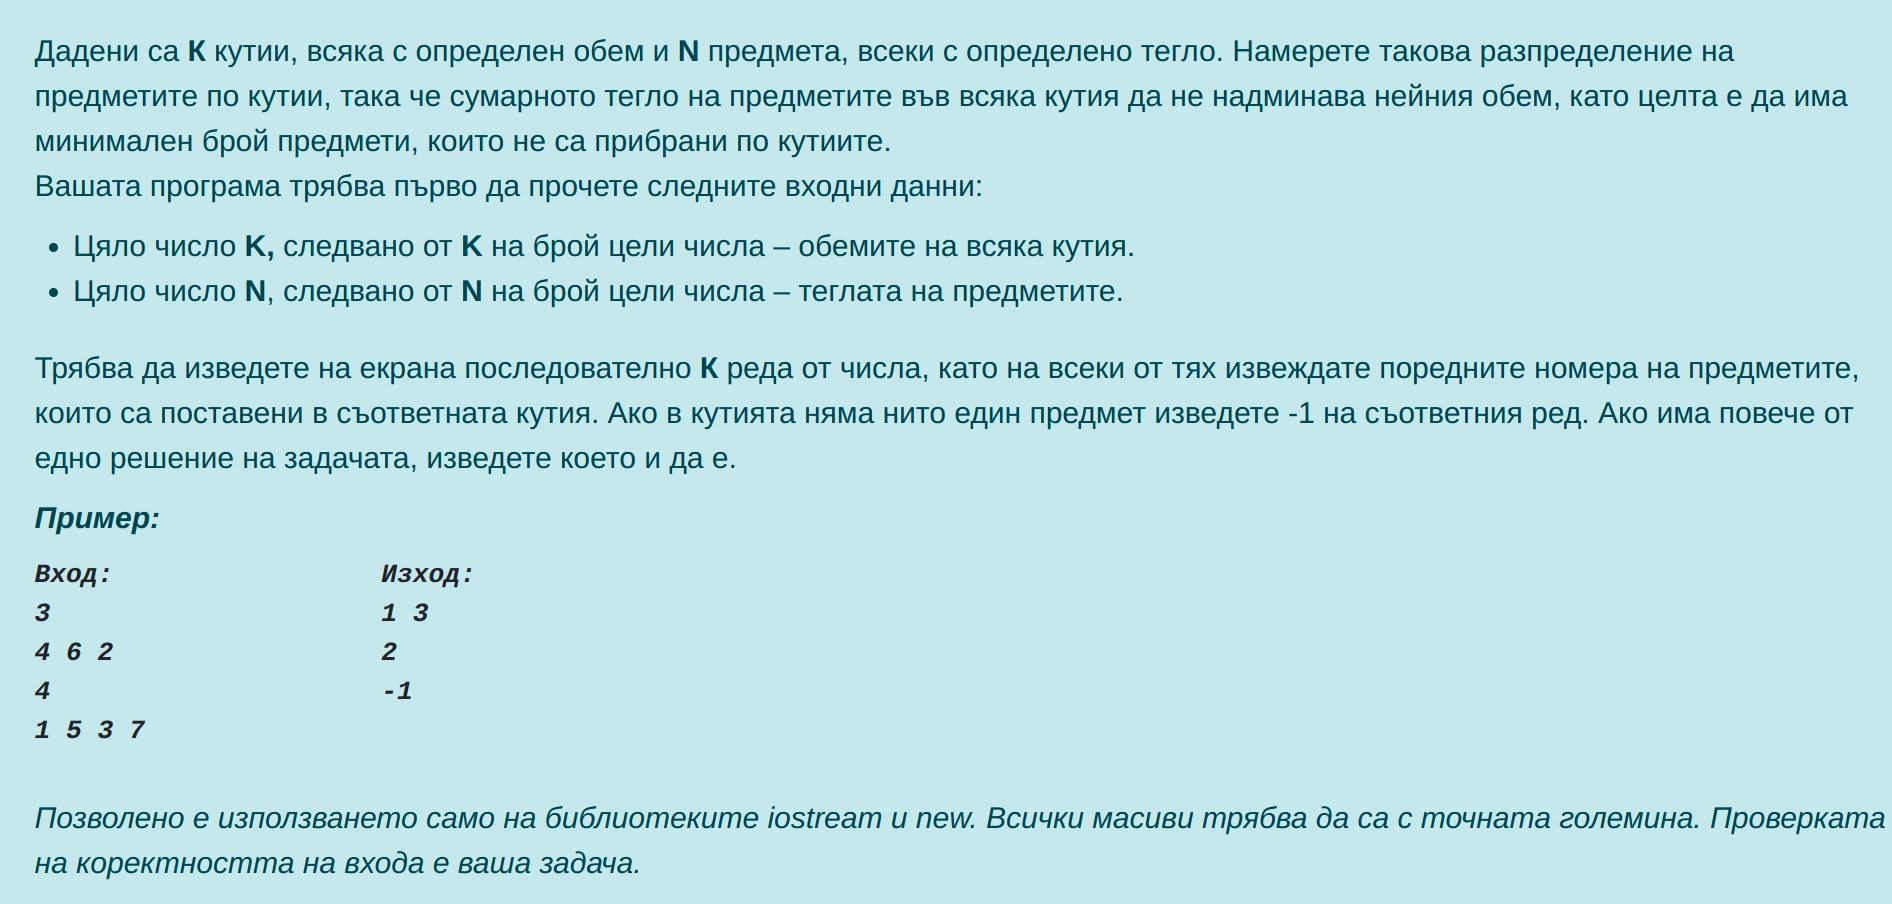 Дадени са К кутии, всяка с определен обем и N предмета, всеки с определено тегло. Намерете такова разпределение на
предметите по кутии, така че сумарното тегло на предметите във всяка кутия да не надминава нейния обем, като целта е да има
минимален брой предмети, които не са прибрани по кутиите.
Вашата програма трябва първо да прочете следните входни данни:
• Цяло число K, следвано от K на брой цели числа – обемите на всяка кутия.
• Цяло число N, следвано от N на брой цели числа – теглата на предметите.
Трябва да изведете на екрана последователно К реда от числа, като на всеки от тях извеждате поредните номера на предметите,
които са поставени в съответната кутия. Ако в кутията няма нито един предмет изведете -1 на съответния ред. Ако има повече от
едно решение на задачата, изведете което и да е.
Пример:
Вход: Изход:
3 1 3
4 6 2 2
4 -1
1 5 3 7
Позволено е използването само на библиотеките iostream и new. Всички масиви трябва да са с точната големина. Проверката
на коректността на входа е ваша задача.